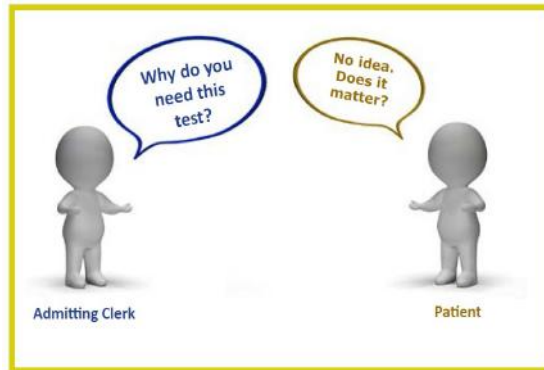 Why do you
need this
test?
No idea.
Does it
matter?
Admitting Clerk
Patient